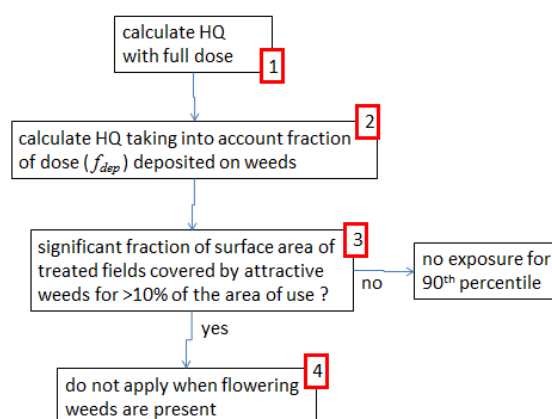 calculate HQ
with full dose
1
2
calculate HQ taking into account fraction
of dose (f_dep) deposited on weeds
3
significant fraction of surface area of
treated fields covered by attractive
weeds for >10% of the area of use ?
no
no exposure for
90th percentile
yes
4
do not apply when flowering
weeds are present